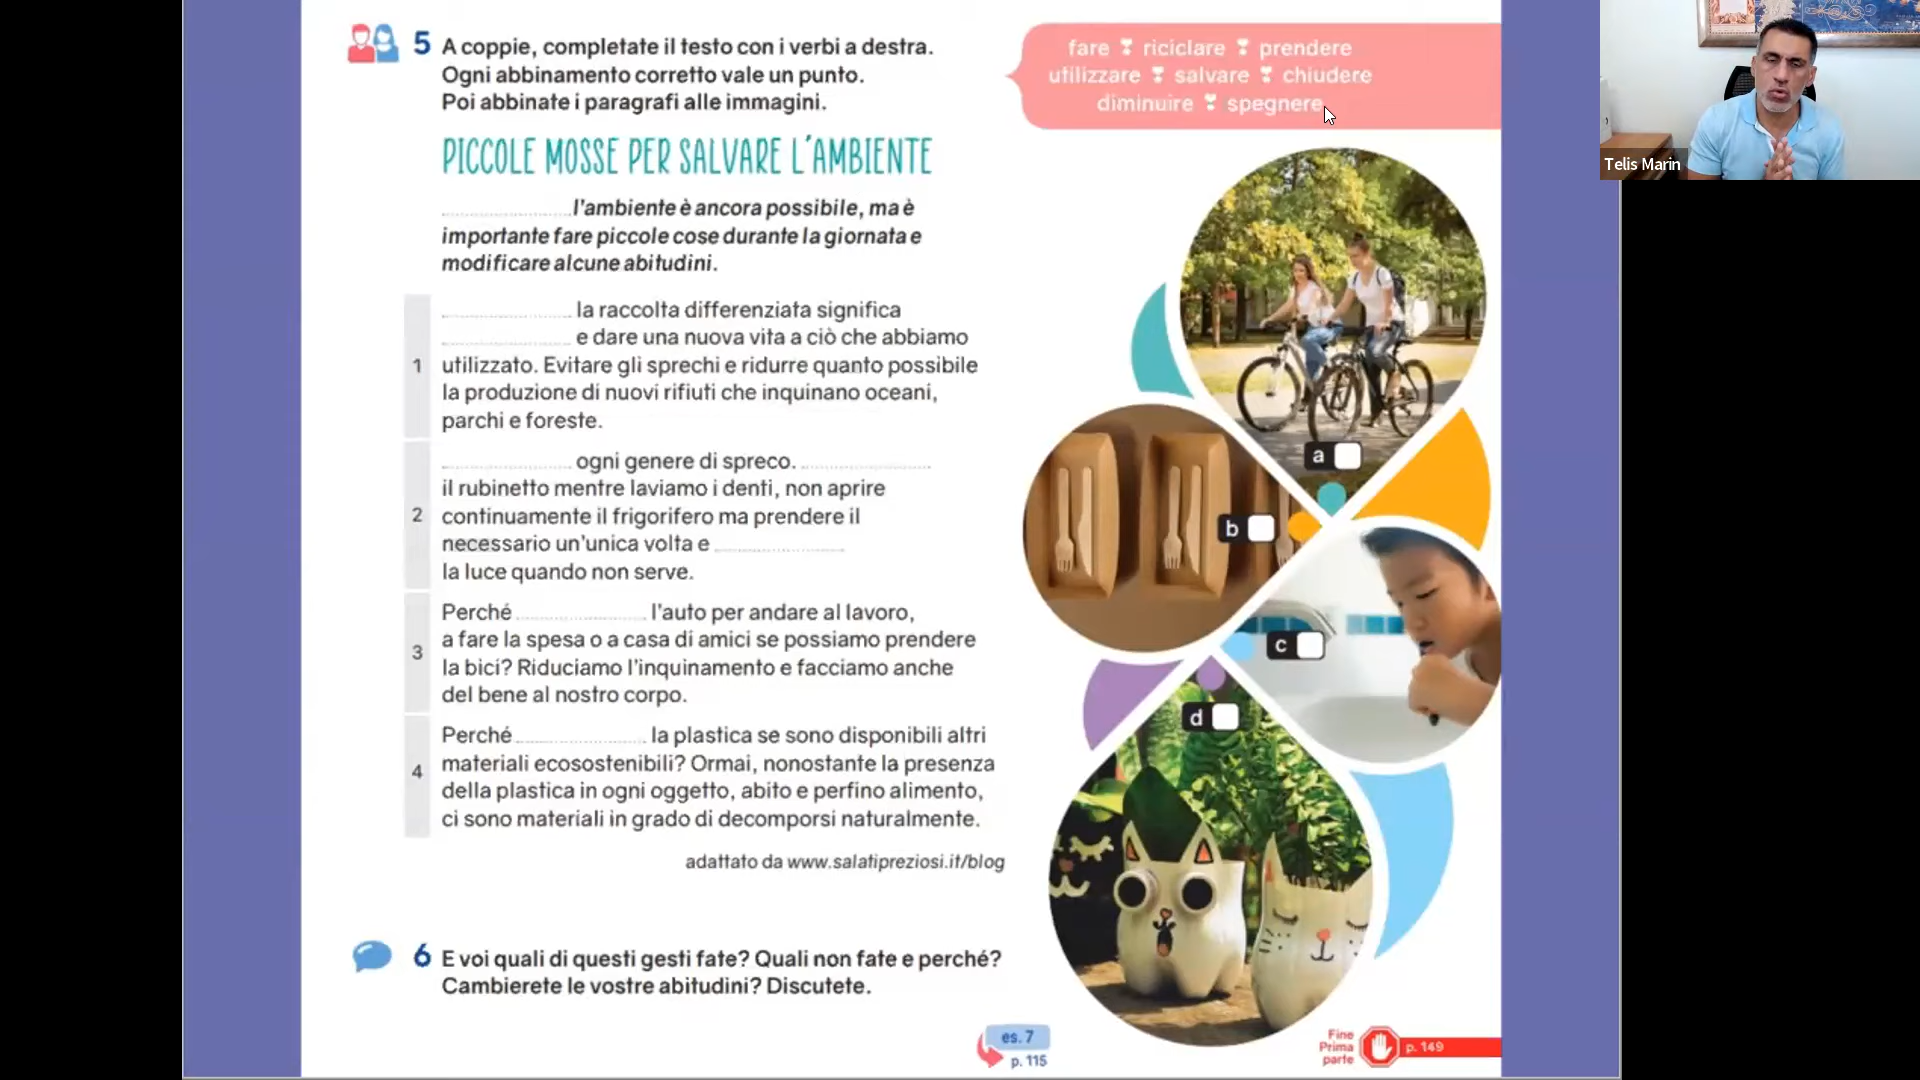 5 A coppie, completate il testo con i verbi a destra.
Ogni abbinamento corretto vale un punto.
Poi abbinate i paragrafi alle immagini.
fare riciclare prendere
utilizzare salvare chiudere
diminuire spegnere
PICCOLE MOSSE PER SALVARE L'AMBIENTE
.................... l'ambiente è ancora possibile, ma è
importante fare piccole cose durante la giornata e
modificare alcune abitudini.
1
.................... la raccolta differenziata significa
.................... e dare una nuova vita a ciò che abbiamo
utilizzato. Evitare gli sprechi e ridurre quanto possibile
la produzione di nuovi rifiuti che inquinano oceani,
parchi e foreste.
2
.................... ogni genere di spreco. ....................
il rubinetto mentre laviamo i denti, non aprire
continuamente il frigorifero ma prendere il
necessario un'unica volta e ....................
la luce quando non serve.
3
Perché .................... l'auto per andare al lavoro,
a fare la spesa o a casa di amici se possiamo prendere
la bici? Riduciamo l'inquinamento e facciamo anche
del bene al nostro corpo.
4
Perché .................... la plastica se sono disponibili altri
materiali ecosostenibili? Ormai, nonostante la presenza
della plastica in ogni oggetto, abito e perfino alimento,
ci sono materiali in grado di decomporsi naturalmente.
adattato da www.salatipreziosi.it/blog
a
b
c
d
6 E voi quali di questi gesti fate? Quali non fate e perché?
Cambierete le vostre abitudini? Discutete.
es. 7
p. 115
Fine
Prima
parte
p. 149
Telis Marin